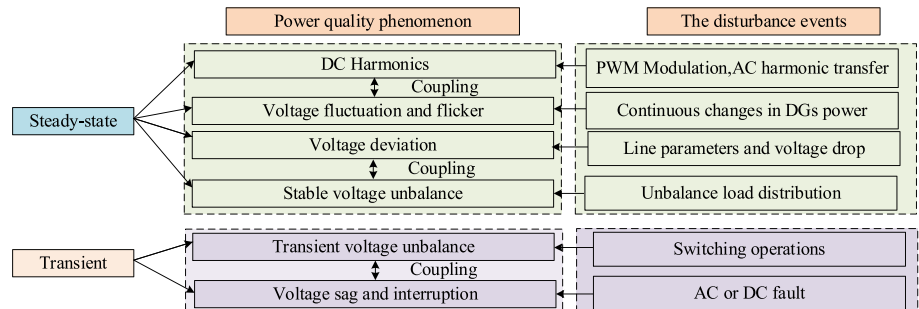 Power quality phenomenon
The disturbance events
DC Harmonics
PWM Modulation,AC harmonic transfer
Coupling
Steady-state
Voltage fluctuation and flicker
Continuous changes in DGs power
Voltage deviation
Line parameters and voltage drop
Coupling
Stable voltage unbalance
Unbalance load distribution
Transient
Transient voltage unbalance
Switching operations
Coupling
Voltage sag and interruption
AC or DC fault